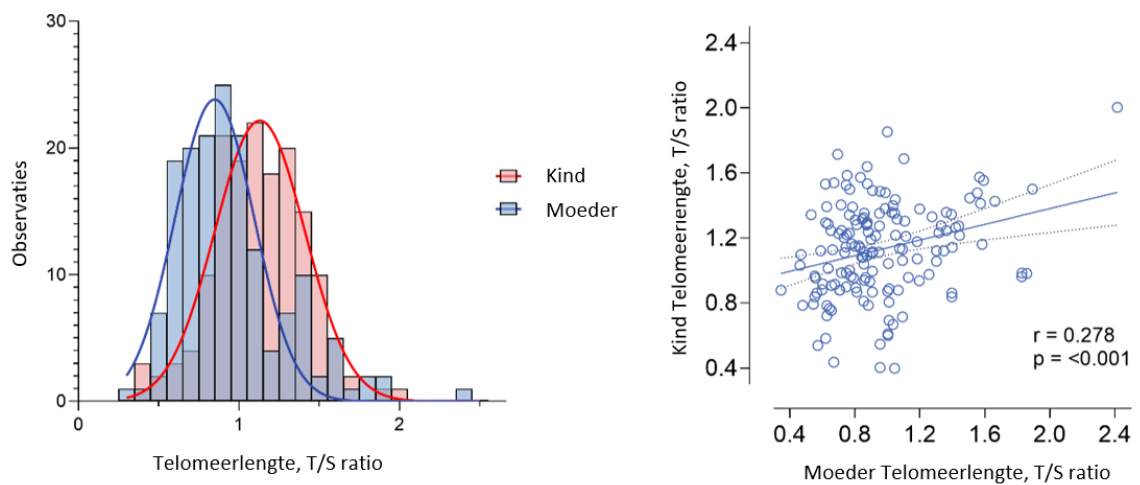 30
20
10
0
0
1
2
Observaties
Telomeerlengte, T/S ratio
Kind
Moeder
2.4
2.0
1.6
1.2
0.8
0.4
0.4
0.8
1.2
1.6
2.0
2.4
Kind Telomeerlengte, T/S ratio
r = 0.278
p = <0.001
Moeder Telomeerlengte, T/S ratio